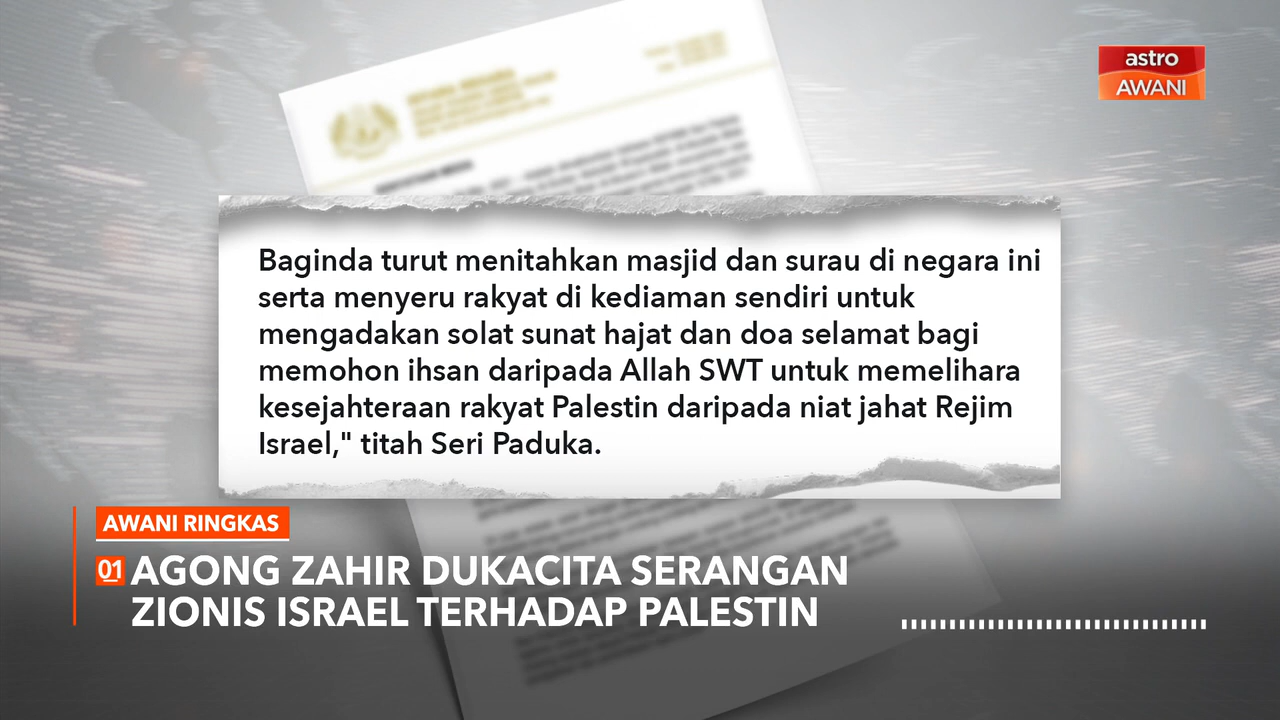 astro
AWANI
Baginda turut menitahkan masjid dan surau di negara ini
serta menyeru rakyat di kediaman sendiri untuk
mengadakan solat sunat hajat dan doa selamat bagi
memohon ihsan daripada Allah SWT untuk memelihara
kesejahteraan rakyat Palestin daripada niat jahat Rejim
Israel," titah Seri Paduka.
AWANI RINGKAS
01 AGONG ZAHIR DUKACITA SERANGAN
ZIONIS ISRAEL TERHADAP PALESTIN